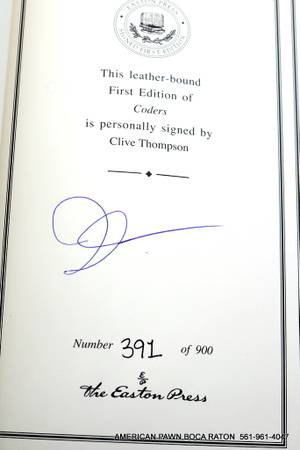 EASTON PRESS
SIGNED FIRST EDITION
This leather-bound
First Edition of
Coders
is personally signed by
Clive Thompson
Number 391 of 900
The Easton Press
AMERICAN PAWN BOCA RATON 561-961-4047